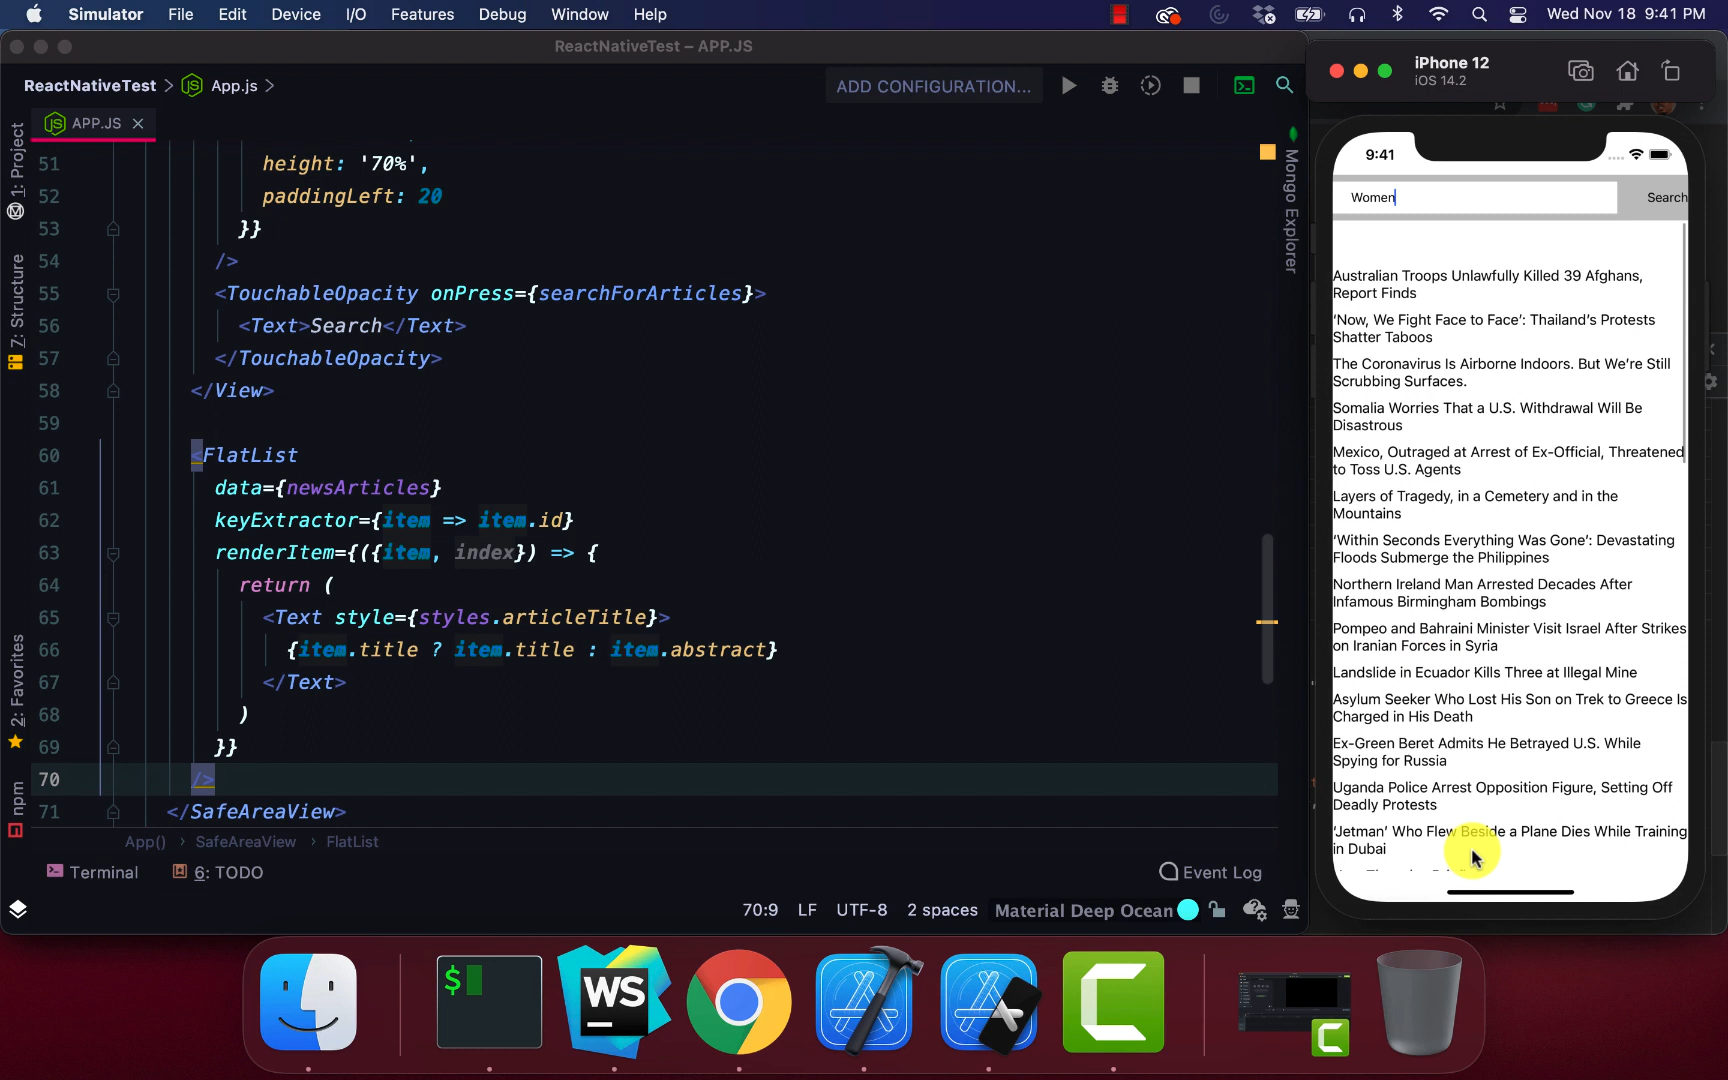 Simulator File Edit Device I/O Features Debug Window Help Wed Nov 18 9:41 PM
ReactNativeTest – APP.JS
ReactNativeTest > App.js > ADD CONFIGURATION...
APP.JS
1: Project
7: Structure
2: Favorites
npm
Mongo Explorer
51 height: '70%',
52 paddingLeft: 20
53 }}
54 />
55 <TouchableOpacity onPress={searchForArticles}>
56 <Text>Search</Text>
57 </TouchableOpacity>
58 </View>
59
60 <FlatList
61 data={newsArticles}
62 keyExtractor={item => item.id}
63 renderItem={({item, index}) => {
64 return (
65 <Text style={styles.articleTitle}>
66 {item.title ? item.title : item.abstract}
67 </Text>
68 )
69 }}
70 />
71 </SafeAreaView>
App() > SafeAreaView > FlatList
Terminal 6: TODO Event Log
70:9 LF UTF-8 2 spaces Material Deep Ocean
iPhone 12
iOS 14.2
9:41
Women Search
Australian Troops Unlawfully Killed 39 Afghans,
Report Finds
‘Now, We Fight Face to Face’: Thailand’s Protests
Shatter Taboos
The Coronavirus Is Airborne Indoors. But We’re Still
Scrubbing Surfaces.
Somalia Worries That a U.S. Withdrawal Will Be
Disastrous
Mexico, Outraged at Arrest of Ex-Official, Threatened
to Toss U.S. Agents
Layers of Tragedy, in a Cemetery and in the
Mountains
‘Within Seconds Everything Was Gone’: Devastating
Floods Submerge the Philippines
Northern Ireland Man Arrested Decades After
Infamous Birmingham Bombings
Pompeo and Bahraini Minister Visit Israel After Strikes
on Iranian Forces in Syria
Landslide in Ecuador Kills Three at Illegal Mine
Asylum Seeker Who Lost His Son on Trek to Greece Is
Charged in His Death
Ex-Green Beret Admits He Betrayed U.S. While
Spying for Russia
Uganda Police Arrest Opposition Figure, Setting Off
Deadly Protests
‘Jetman’ Who Flew Beside a Plane Dies While Training
in Dubai
$
WS